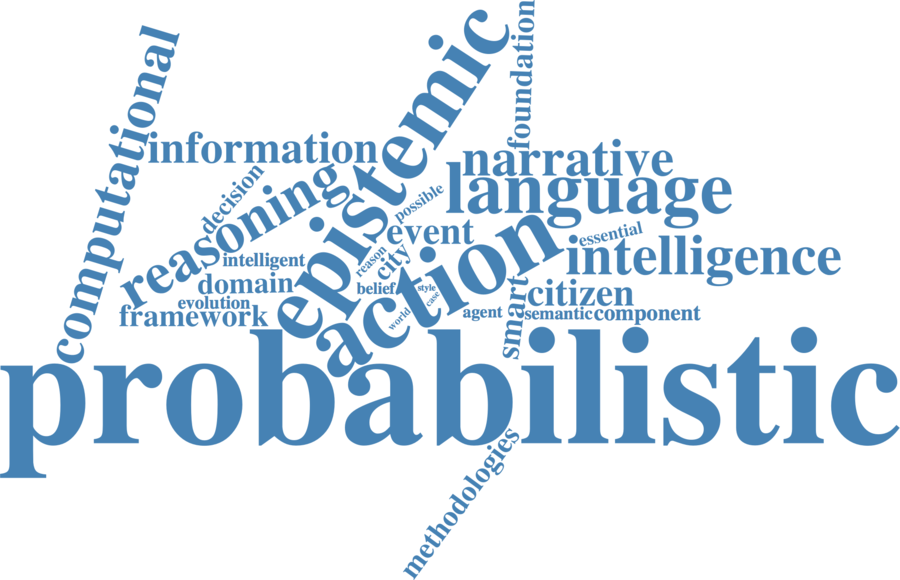 computational
epistemic
foundation
information
narrative
language
decision
reasoning
possible
event
action
essential
intelligence
intelligent
reason
city
domain
belief
style
case
world
evolution
framework
agent
smart
citizen
semantic
component
probabilistic
methodologies